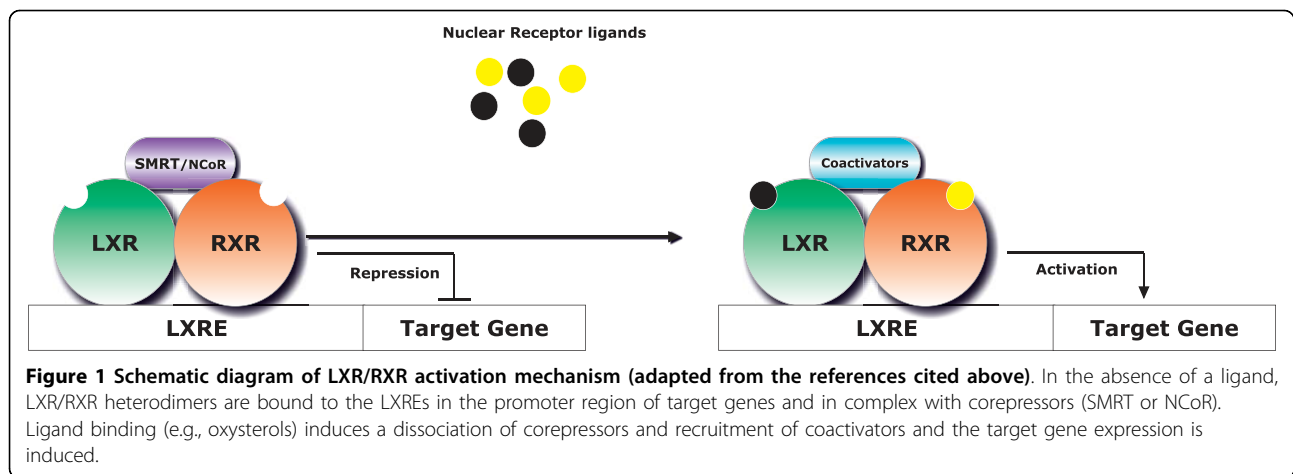 Nuclear Receptor ligands
SMRT/NCoR
LXR
RXR
Repression
LXRE
Target Gene
Coactivators
LXR
RXR
Activation
LXRE
Target Gene
Figure 1 Schematic diagram of LXR/RXR activation mechanism (adapted from the references cited above). In the absence of a ligand,
LXR/RXR heterodimers are bound to the LXREs in the promoter region of target genes and in complex with corepressors (SMRT or NCoR).
Ligand binding (e.g., oxysterols) induces a dissociation of corepressors and recruitment of coactivators and the target gene expression is
induced.